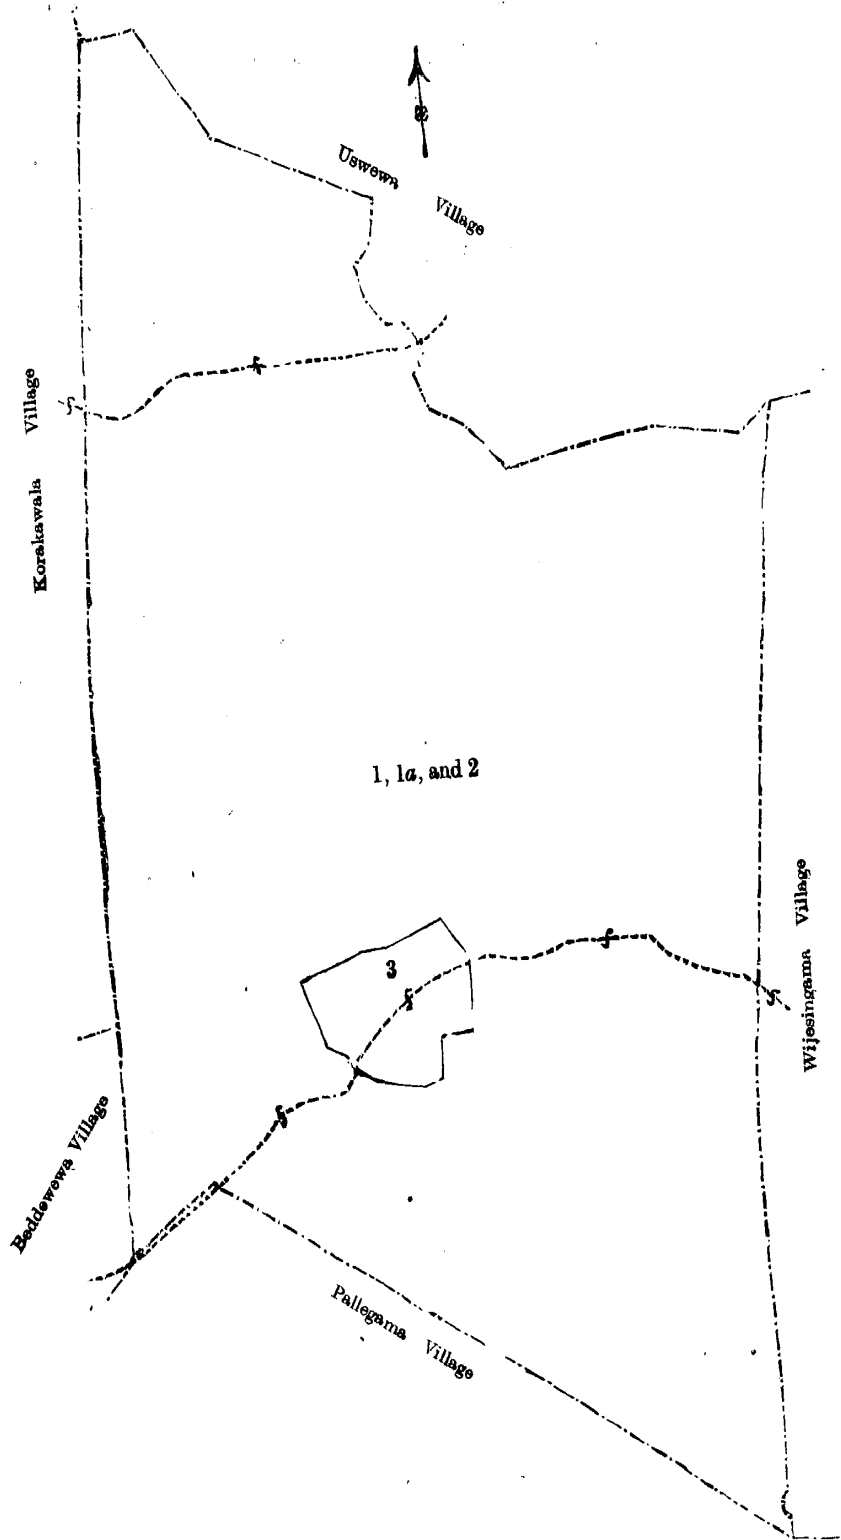 Uswewa Village
Korakawala Village
1, 1a, and 2
3
Wijesingama Village
Beddewewa Village
Pallegama Village